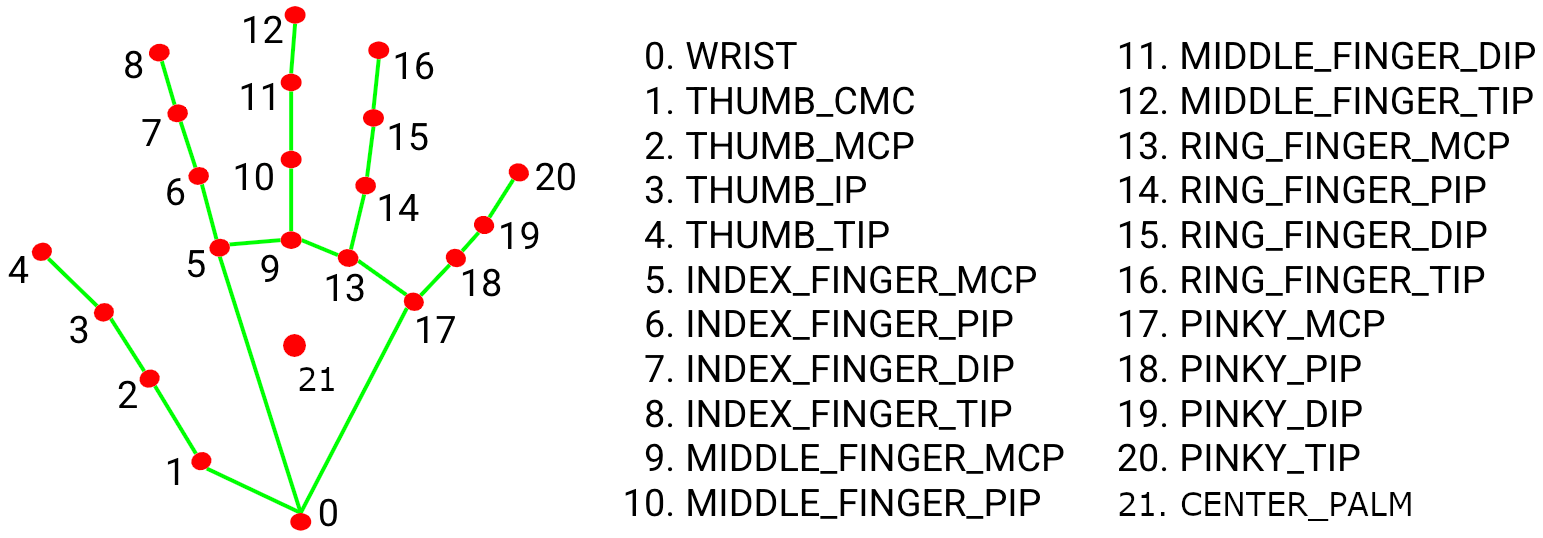 12
8
16
11
7
15
10
6
20
14
19
5
9
4
18
13
3
17
21
2
1
0
0. WRIST
1. THUMB_CMC
2. THUMB_MCP
3. THUMB_IP
4. THUMB_TIP
5. INDEX_FINGER_MCP
6. INDEX_FINGER_PIP
7. INDEX_FINGER_DIP
8. INDEX_FINGER_TIP
9. MIDDLE_FINGER_MCP
10. MIDDLE_FINGER_PIP
11. MIDDLE_FINGER_DIP
12. MIDDLE_FINGER_TIP
13. RING_FINGER_MCP
14. RING_FINGER_PIP
15. RING_FINGER_DIP
16. RING_FINGER_TIP
17. PINKY_MCP
18. PINKY_PIP
19. PINKY_DIP
20. PINKY_TIP
21. CENTER_PALM